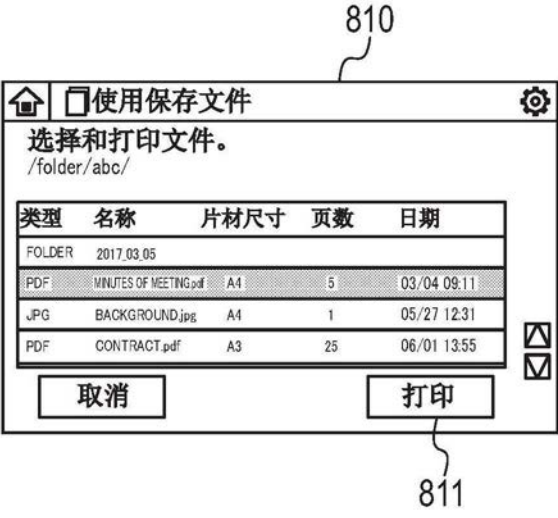 810
使用保存文件
选择和打印文件。
/folder/abc/
类型 名称 片材尺寸 页数 日期
FOLDER 2017_03_05
PDF MINUTES OF MEETING.pdf A4 5 03/04 09:11
JPG BACKGROUND.jpg A4 1 05/27 12:31
PDF CONTRACT.pdf A3 25 06/01 13:55
取消 打印
811